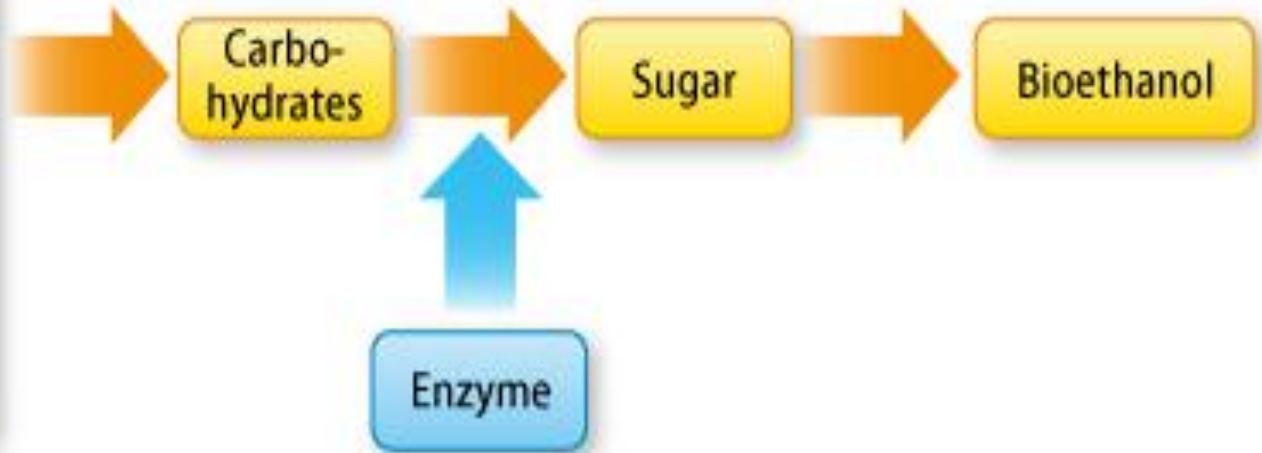 Carbo-
hydrates
Sugar
Bioethanol
Enzyme